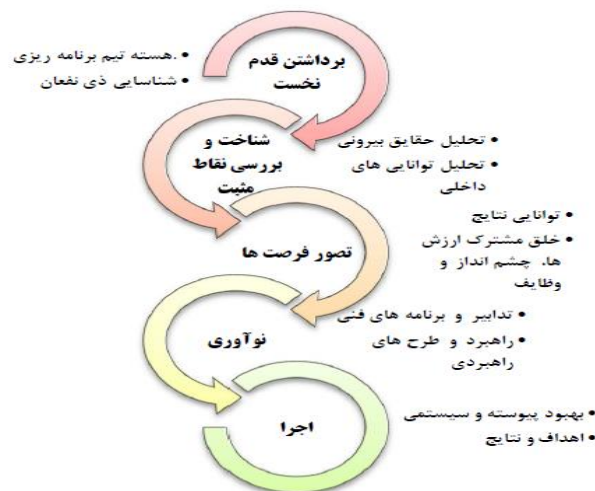 برداشتن قدم
نخست
• .هسته تیم برنامه ریزی
• شناسایی ذی نفعان
شناخت و
بررسی نقاط
مثبت
• تحلیل حقایق بیرونی
• تحلیل توانایی های
داخلی
تصور فرصت ها
• توانایی نتایج
• خلق مشترک ارزش
ها، چشم انداز و
وظایف
نوآوری
• تدابیر و برنامه های فنی
• راهبرد و طرح های
راهبردی
اجرا
• بهبود پیوسته و سیستمی
• اهداف و نتایج